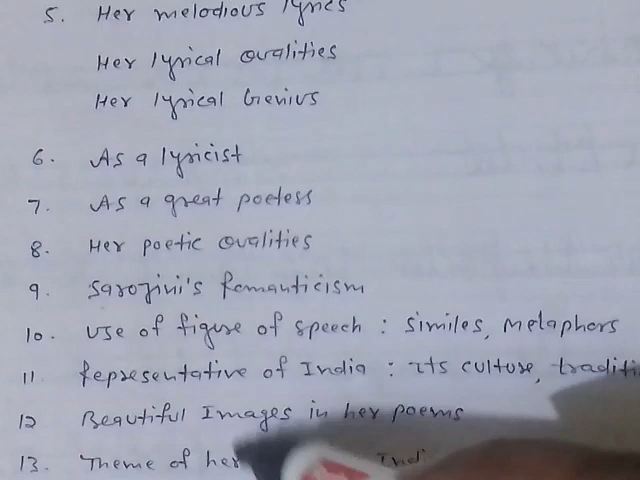 5. Her melodious lyrics
Her lyrical Qualities
Her lyrical Genius
6. As a lyricist
7. As a great poetess
8. Her poetic Qualities
9. Sarojini's Romanticism
10. Use of figure of speech : Similes, Metaphors
11 Representative of India : Its culture, traditi
12 Beautiful Images in her poems
13. Theme of her Indi